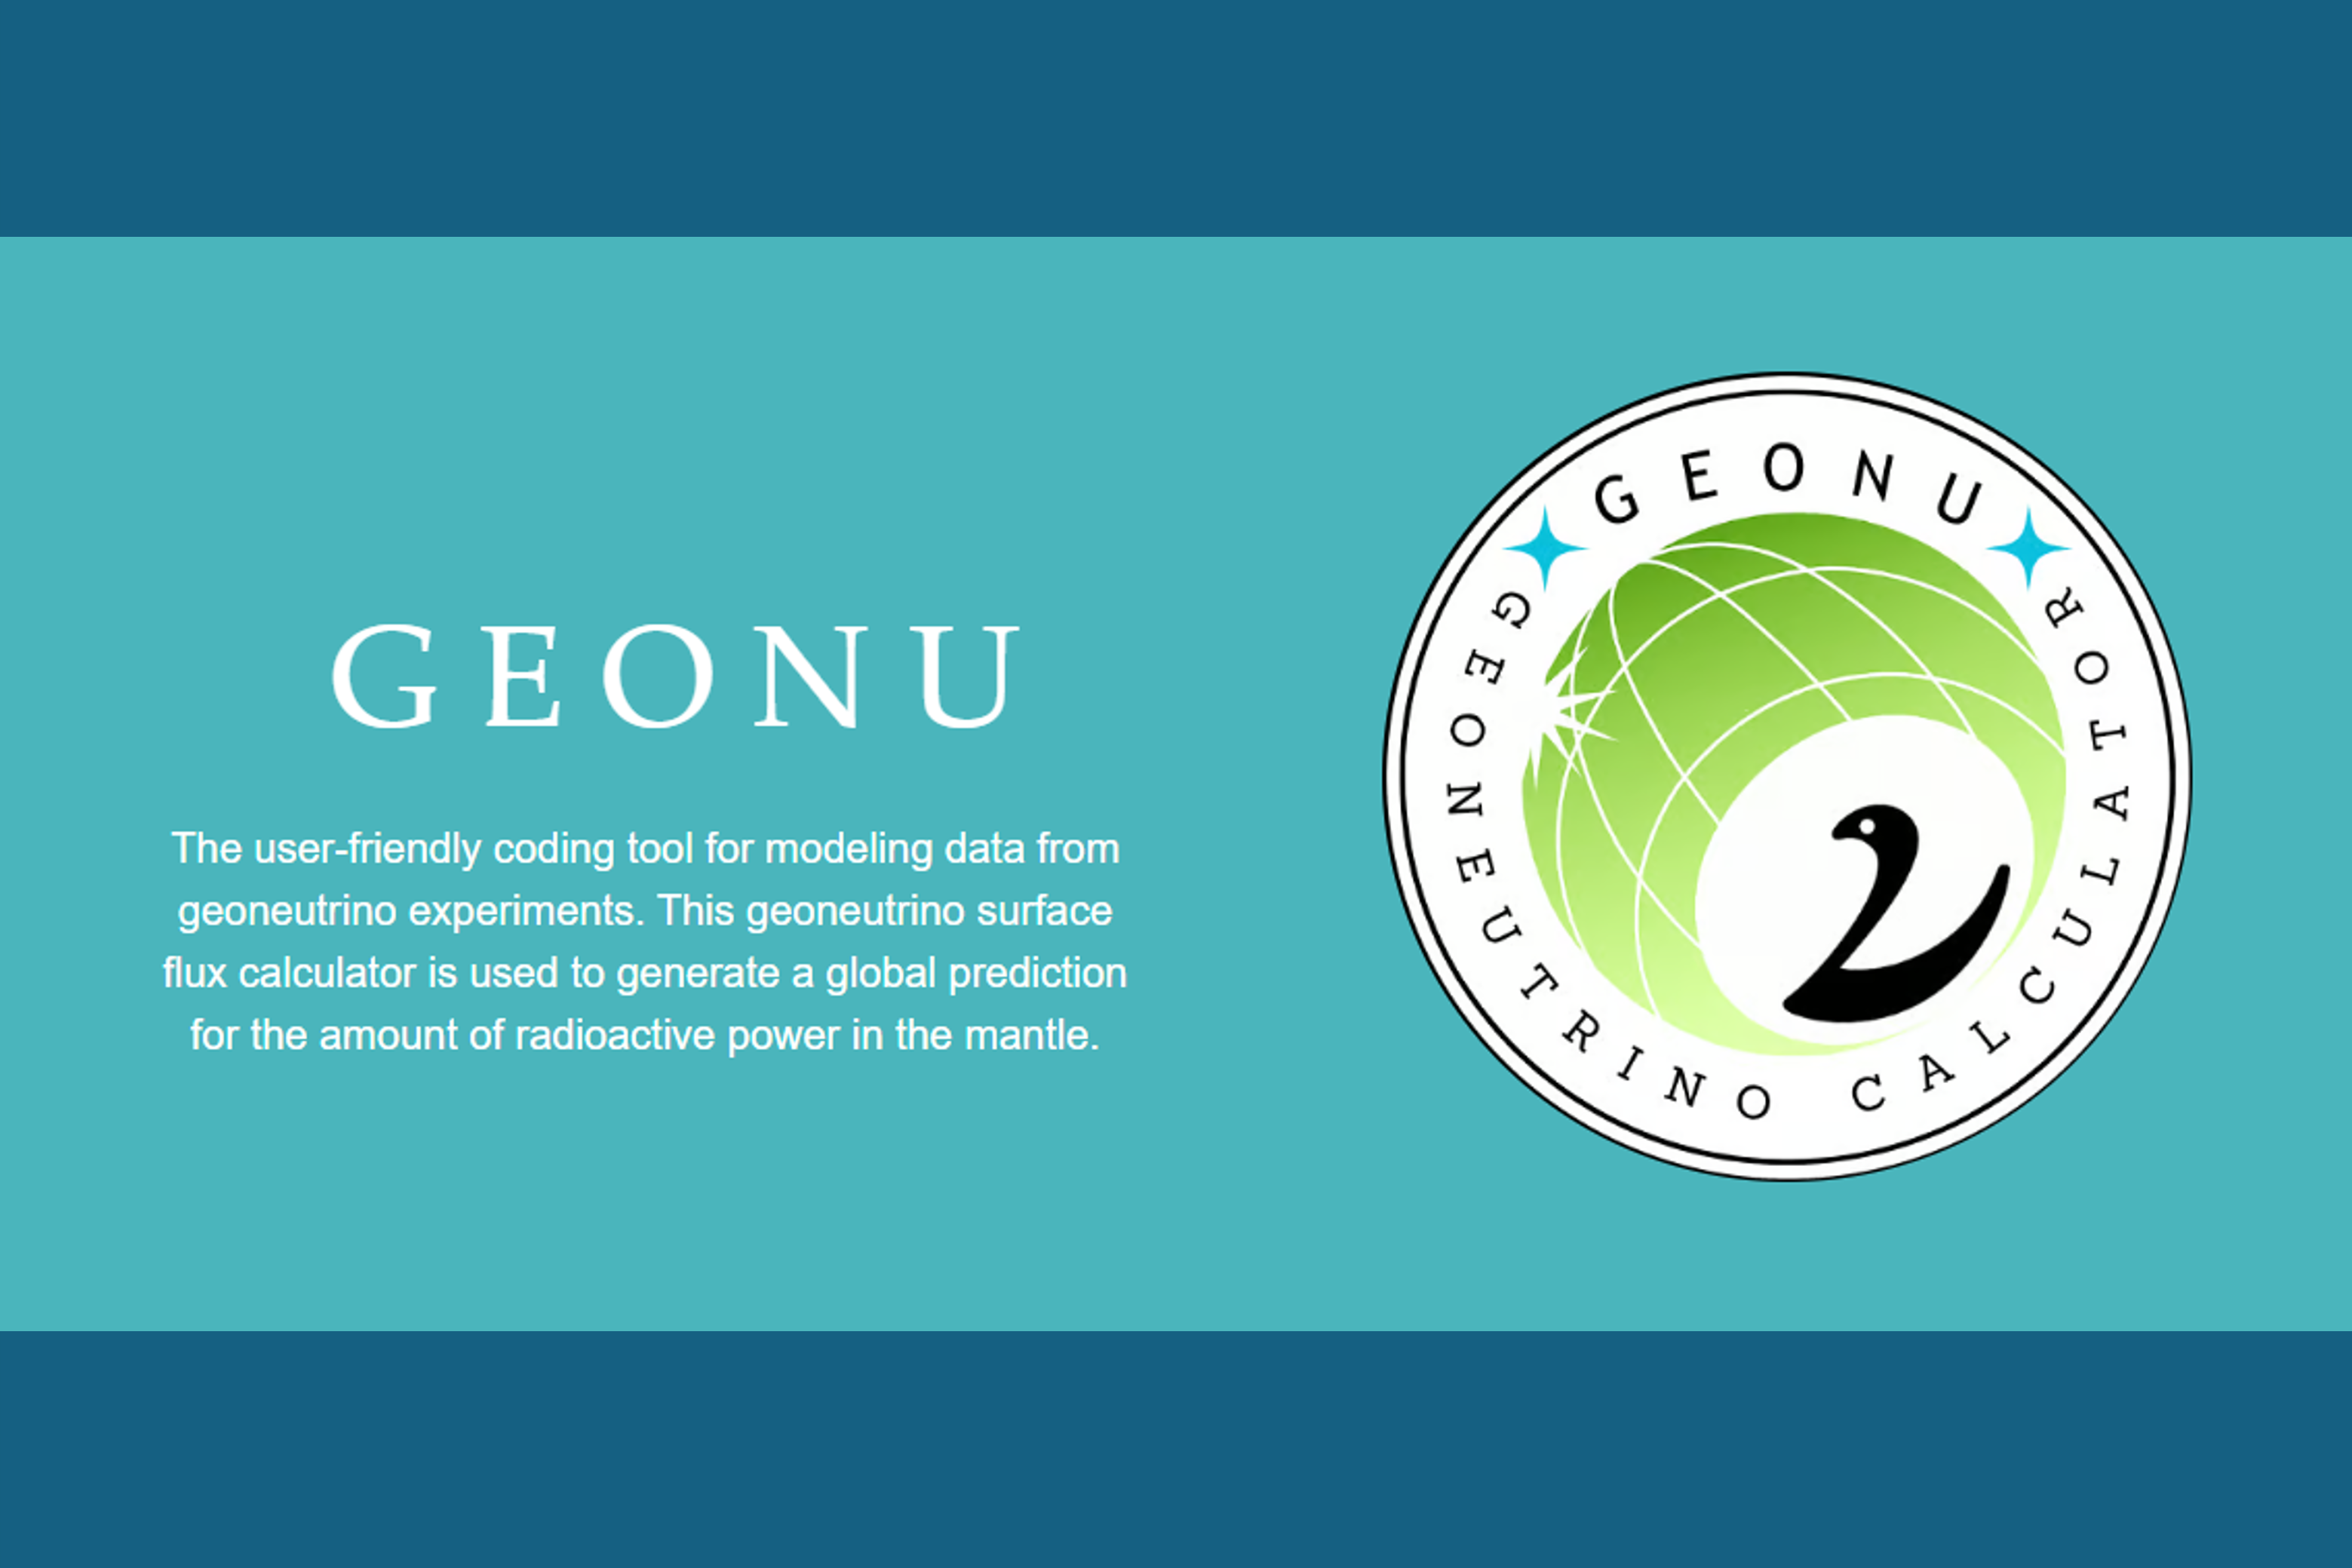 GEONU
The user-friendly coding tool for modeling data from
geoneutrino experiments. This geoneutrino surface
flux calculator is used to generate a global prediction
for the amount of radioactive power in the mantle.
GEONU
GEONEUTRINO CALCULATOR